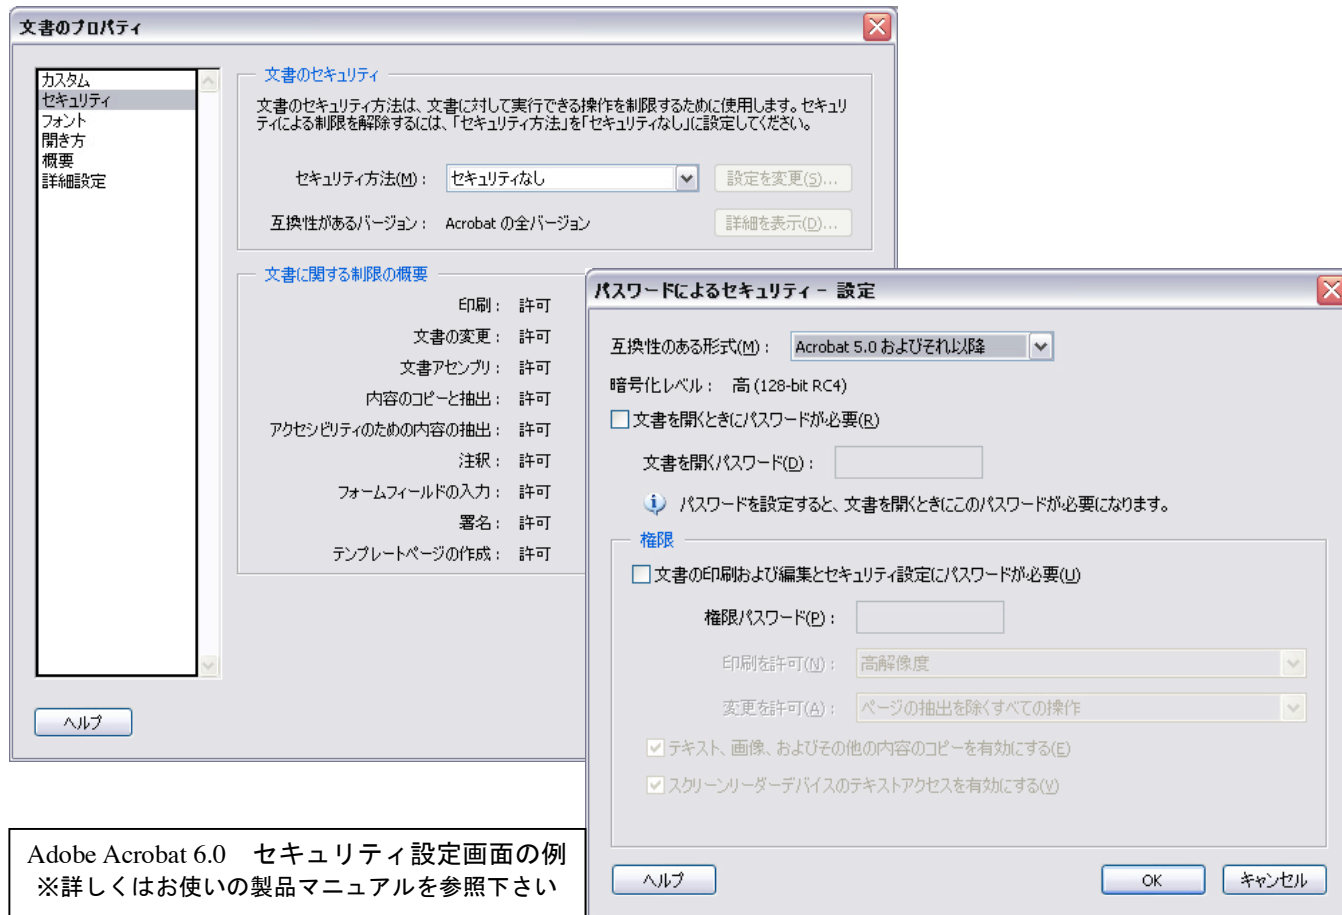 文書のプロパティ
カスタム
セキュリティ
フォント
開き方
概要
詳細設定
文書のセキュリティ
文書のセキュリティ方法は、文書に対して実行できる操作を制限するために使用します。セキュリ
ティによる制限を解除するには、「セキュリティ方法」を「セキュリティなし」に設定してください。
セキュリティ方法(M)： セキュリティなし 設定を変更(S)...
互換性があるバージョン： Acrobat の全バージョン 詳細を表示(D)...
文書に関する制限の概要
印刷： 許可
文書の変更： 許可
文書アセンブリ： 許可
内容のコピーと抽出： 許可
アクセシビリティのための内容の抽出： 許可
注釈： 許可
フォームフィールドの入力： 許可
署名： 許可
テンプレートページの作成： 許可
ヘルプ
パスワードによるセキュリティ - 設定
互換性のある形式(M)： Acrobat 5.0 およびそれ以降
暗号化レベル： 高 (128-bit RC4)
文書を開くときにパスワードが必要(R)
文書を開くパスワード(D)：
パスワードを設定すると、文書を開くときにこのパスワードが必要になります。
権限
文書の印刷および編集とセキュリティ設定にパスワードが必要(U)
権限パスワード(P)：
印刷を許可(N)： 高解像度
変更を許可(A)： ページの抽出を除くすべての操作
テキスト、画像、およびその他の内容のコピーを有効にする(E)
スクリーンリーダーデバイスのテキストアクセスを有効にする(V)
ヘルプ OK キャンセル
Adobe Acrobat 6.0 セキュリティ設定画面の例
※詳しくはお使いの製品マニュアルを参照下さい